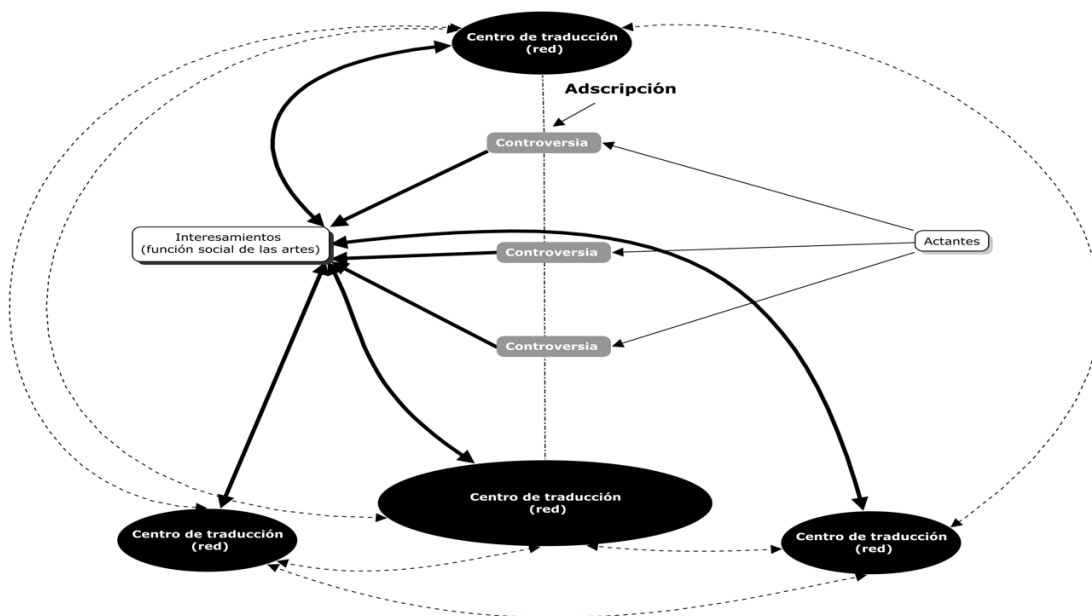 Centro de traducción
(red)
Adscripción
Controversia
Interesamientos
(función social de las artes)
Controversia
Actantes
Controversia
Centro de traducción
(red)
Centro de traducción
(red)
Centro de traducción
(red)